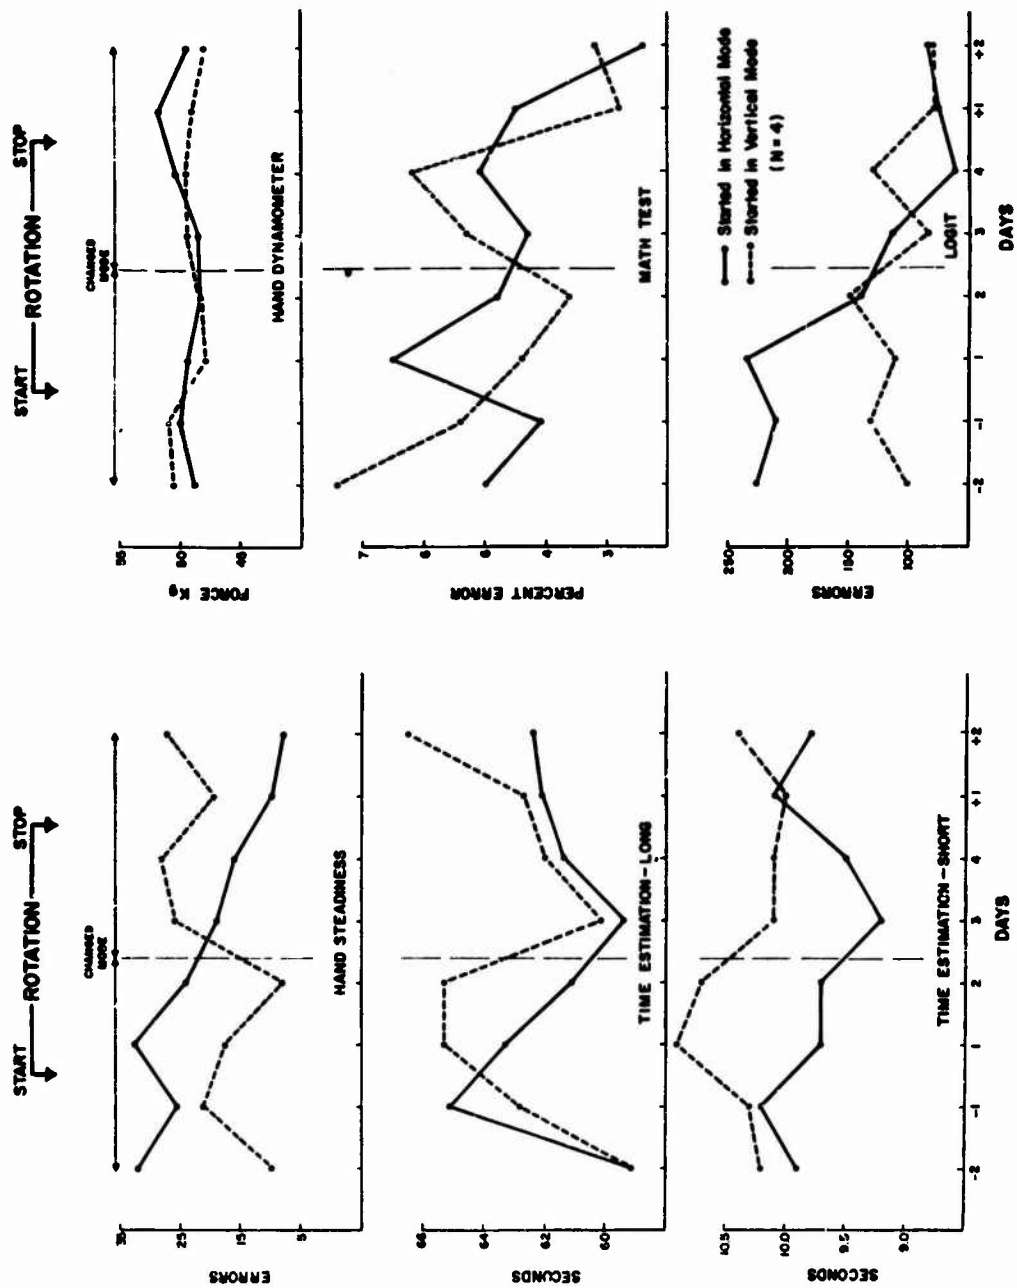 START ROTATION STOP
CHANGED
MODE
35
25
15
5
ERRORS
HAND STEADINESS
66
64
62
60
SECONDS
TIME ESTIMATION-LONG
10.5
10.0
9.5
9.0
SECONDS
TIME ESTIMATION-SHORT
-2 -1 1 2 3 4 +1 +2
DAYS
START ROTATION STOP
CHANGED
MODE
55
50
45
FORCE Kg
HAND DYNAMOMETER
7
6
5
4
3
PERCENT ERROR
MATH TEST
250
200
150
100
ERRORS
Started in Horizontal Mode
Started in Vertical Mode
(N=4)
LOGIT
-2 -1 1 2 3 4 +1 +2
DAYS